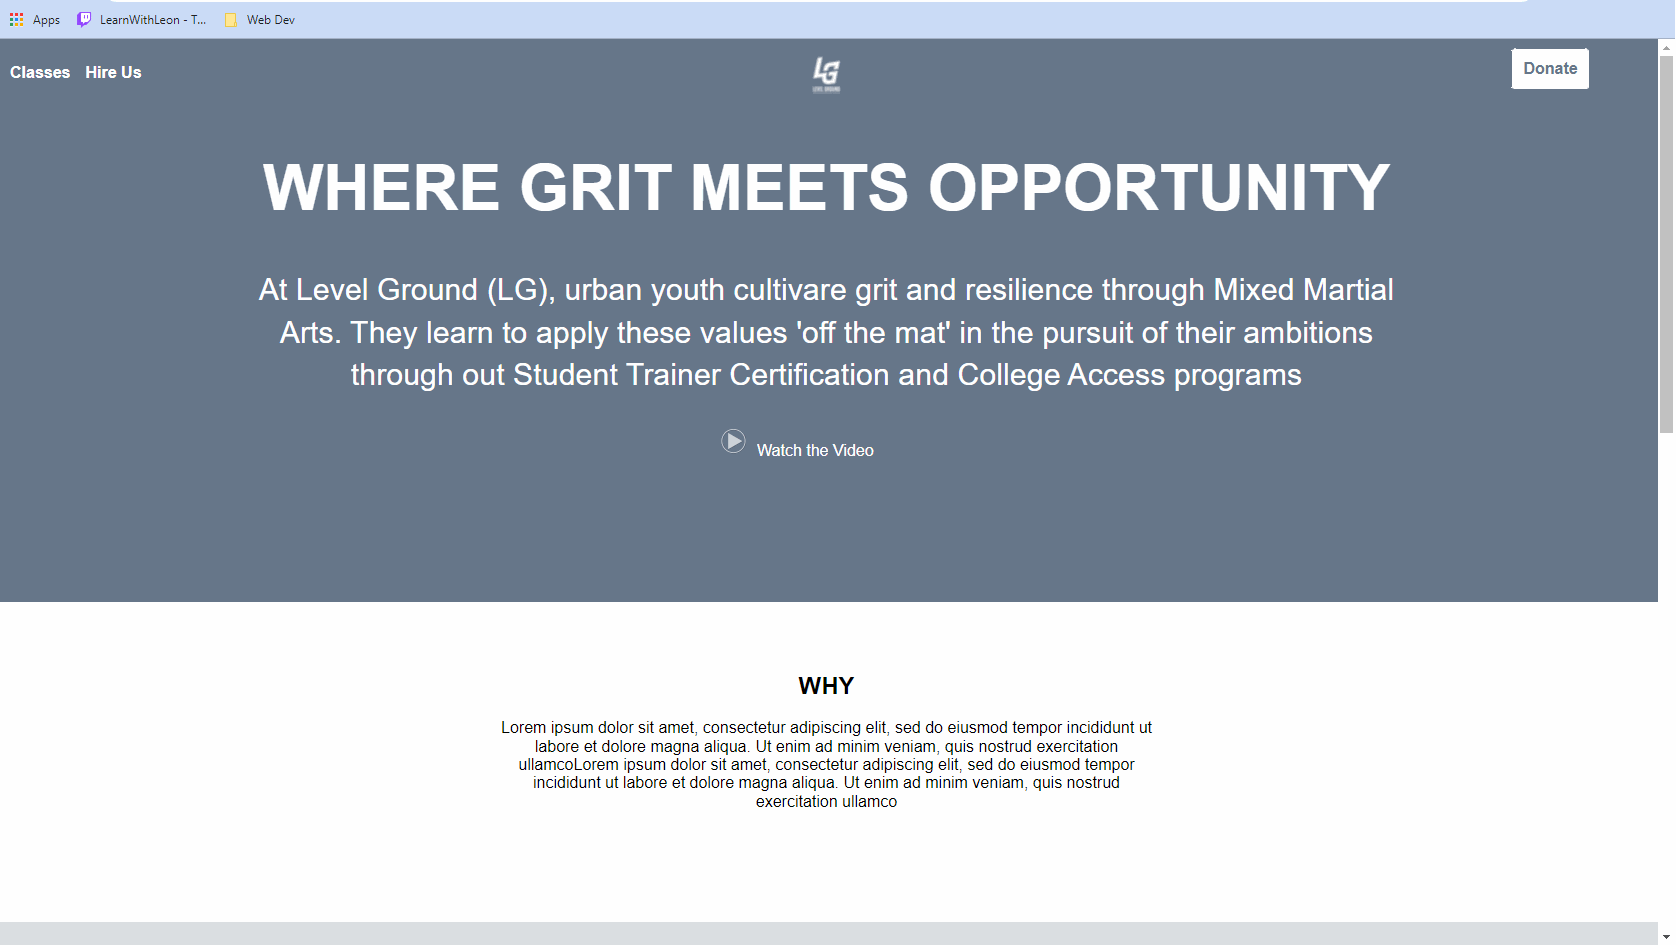 Apps LearnWithLeon - T... Web Dev
Classes Hire Us LG LEVEL GROUND Donate
WHERE GRIT MEETS OPPORTUNITY
At Level Ground (LG), urban youth cultivare grit and resilience through Mixed Martial
Arts. They learn to apply these values 'off the mat' in the pursuit of their ambitions
through out Student Trainer Certification and College Access programs
Watch the Video
WHY
Lorem ipsum dolor sit amet, consectetur adipiscing elit, sed do eiusmod tempor incididunt ut
labore et dolore magna aliqua. Ut enim ad minim veniam, quis nostrud exercitation
ullamcoLorem ipsum dolor sit amet, consectetur adipiscing elit, sed do eiusmod tempor
incididunt ut labore et dolore magna aliqua. Ut enim ad minim veniam, quis nostrud
exercitation ullamco